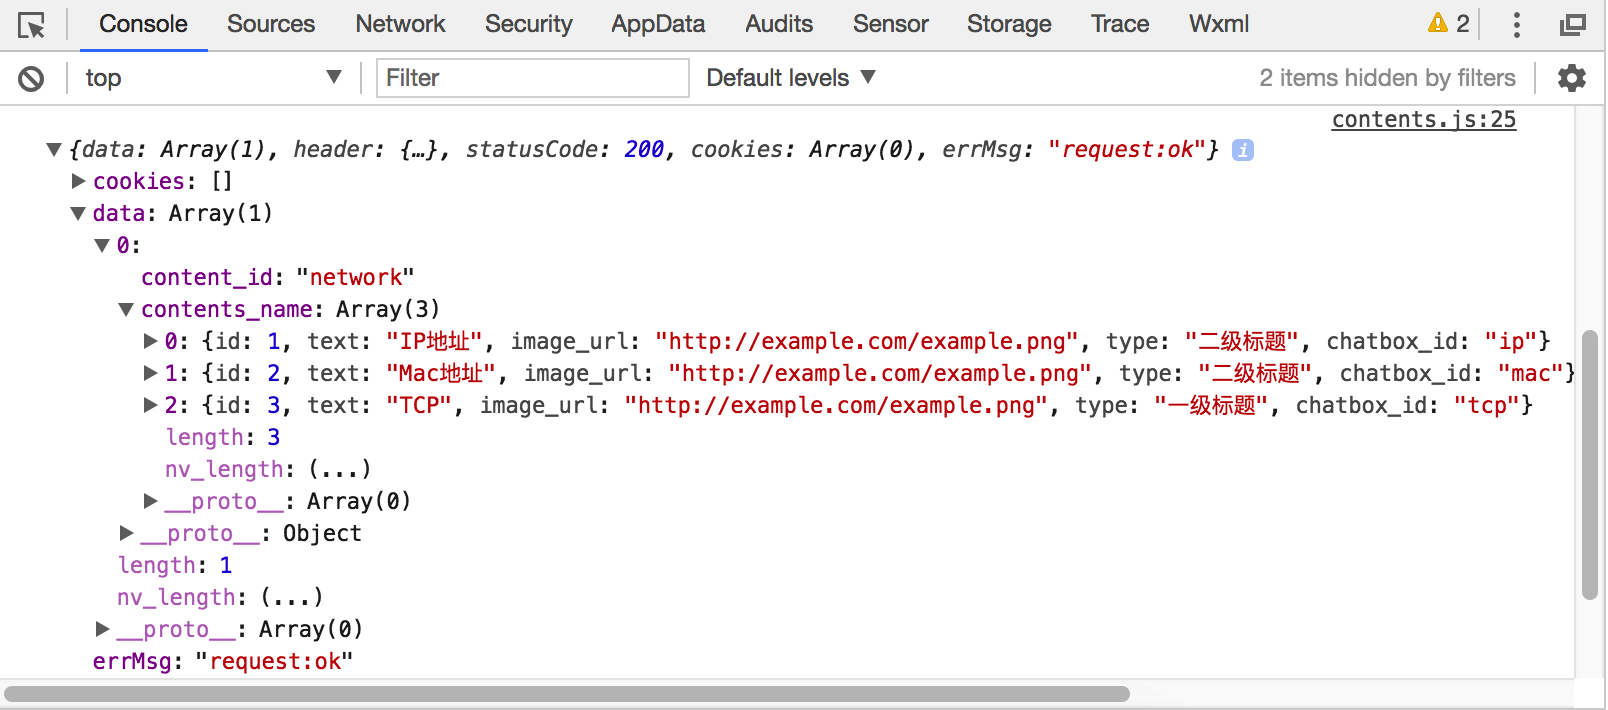 Console Sources Network Security AppData Audits Sensor Storage Trace Wxml 2
top Filter Default levels 2 items hidden by filters
contents.js:25
{data: Array(1), header: {…}, statusCode: 200, cookies: Array(0), errMsg: "request:ok"} i
cookies: []
data: Array(1)
0:
content_id: "network"
contents_name: Array(3)
0: {id: 1, text: "IP地址", image_url: "http://example.com/example.png", type: "二级标题", chatbox_id: "ip"}
1: {id: 2, text: "Mac地址", image_url: "http://example.com/example.png", type: "二级标题", chatbox_id: "mac"}
2: {id: 3, text: "TCP", image_url: "http://example.com/example.png", type: "一级标题", chatbox_id: "tcp"}
length: 3
nv_length: (...)
__proto__: Array(0)
__proto__: Object
length: 1
nv_length: (...)
__proto__: Array(0)
errMsg: "request:ok"